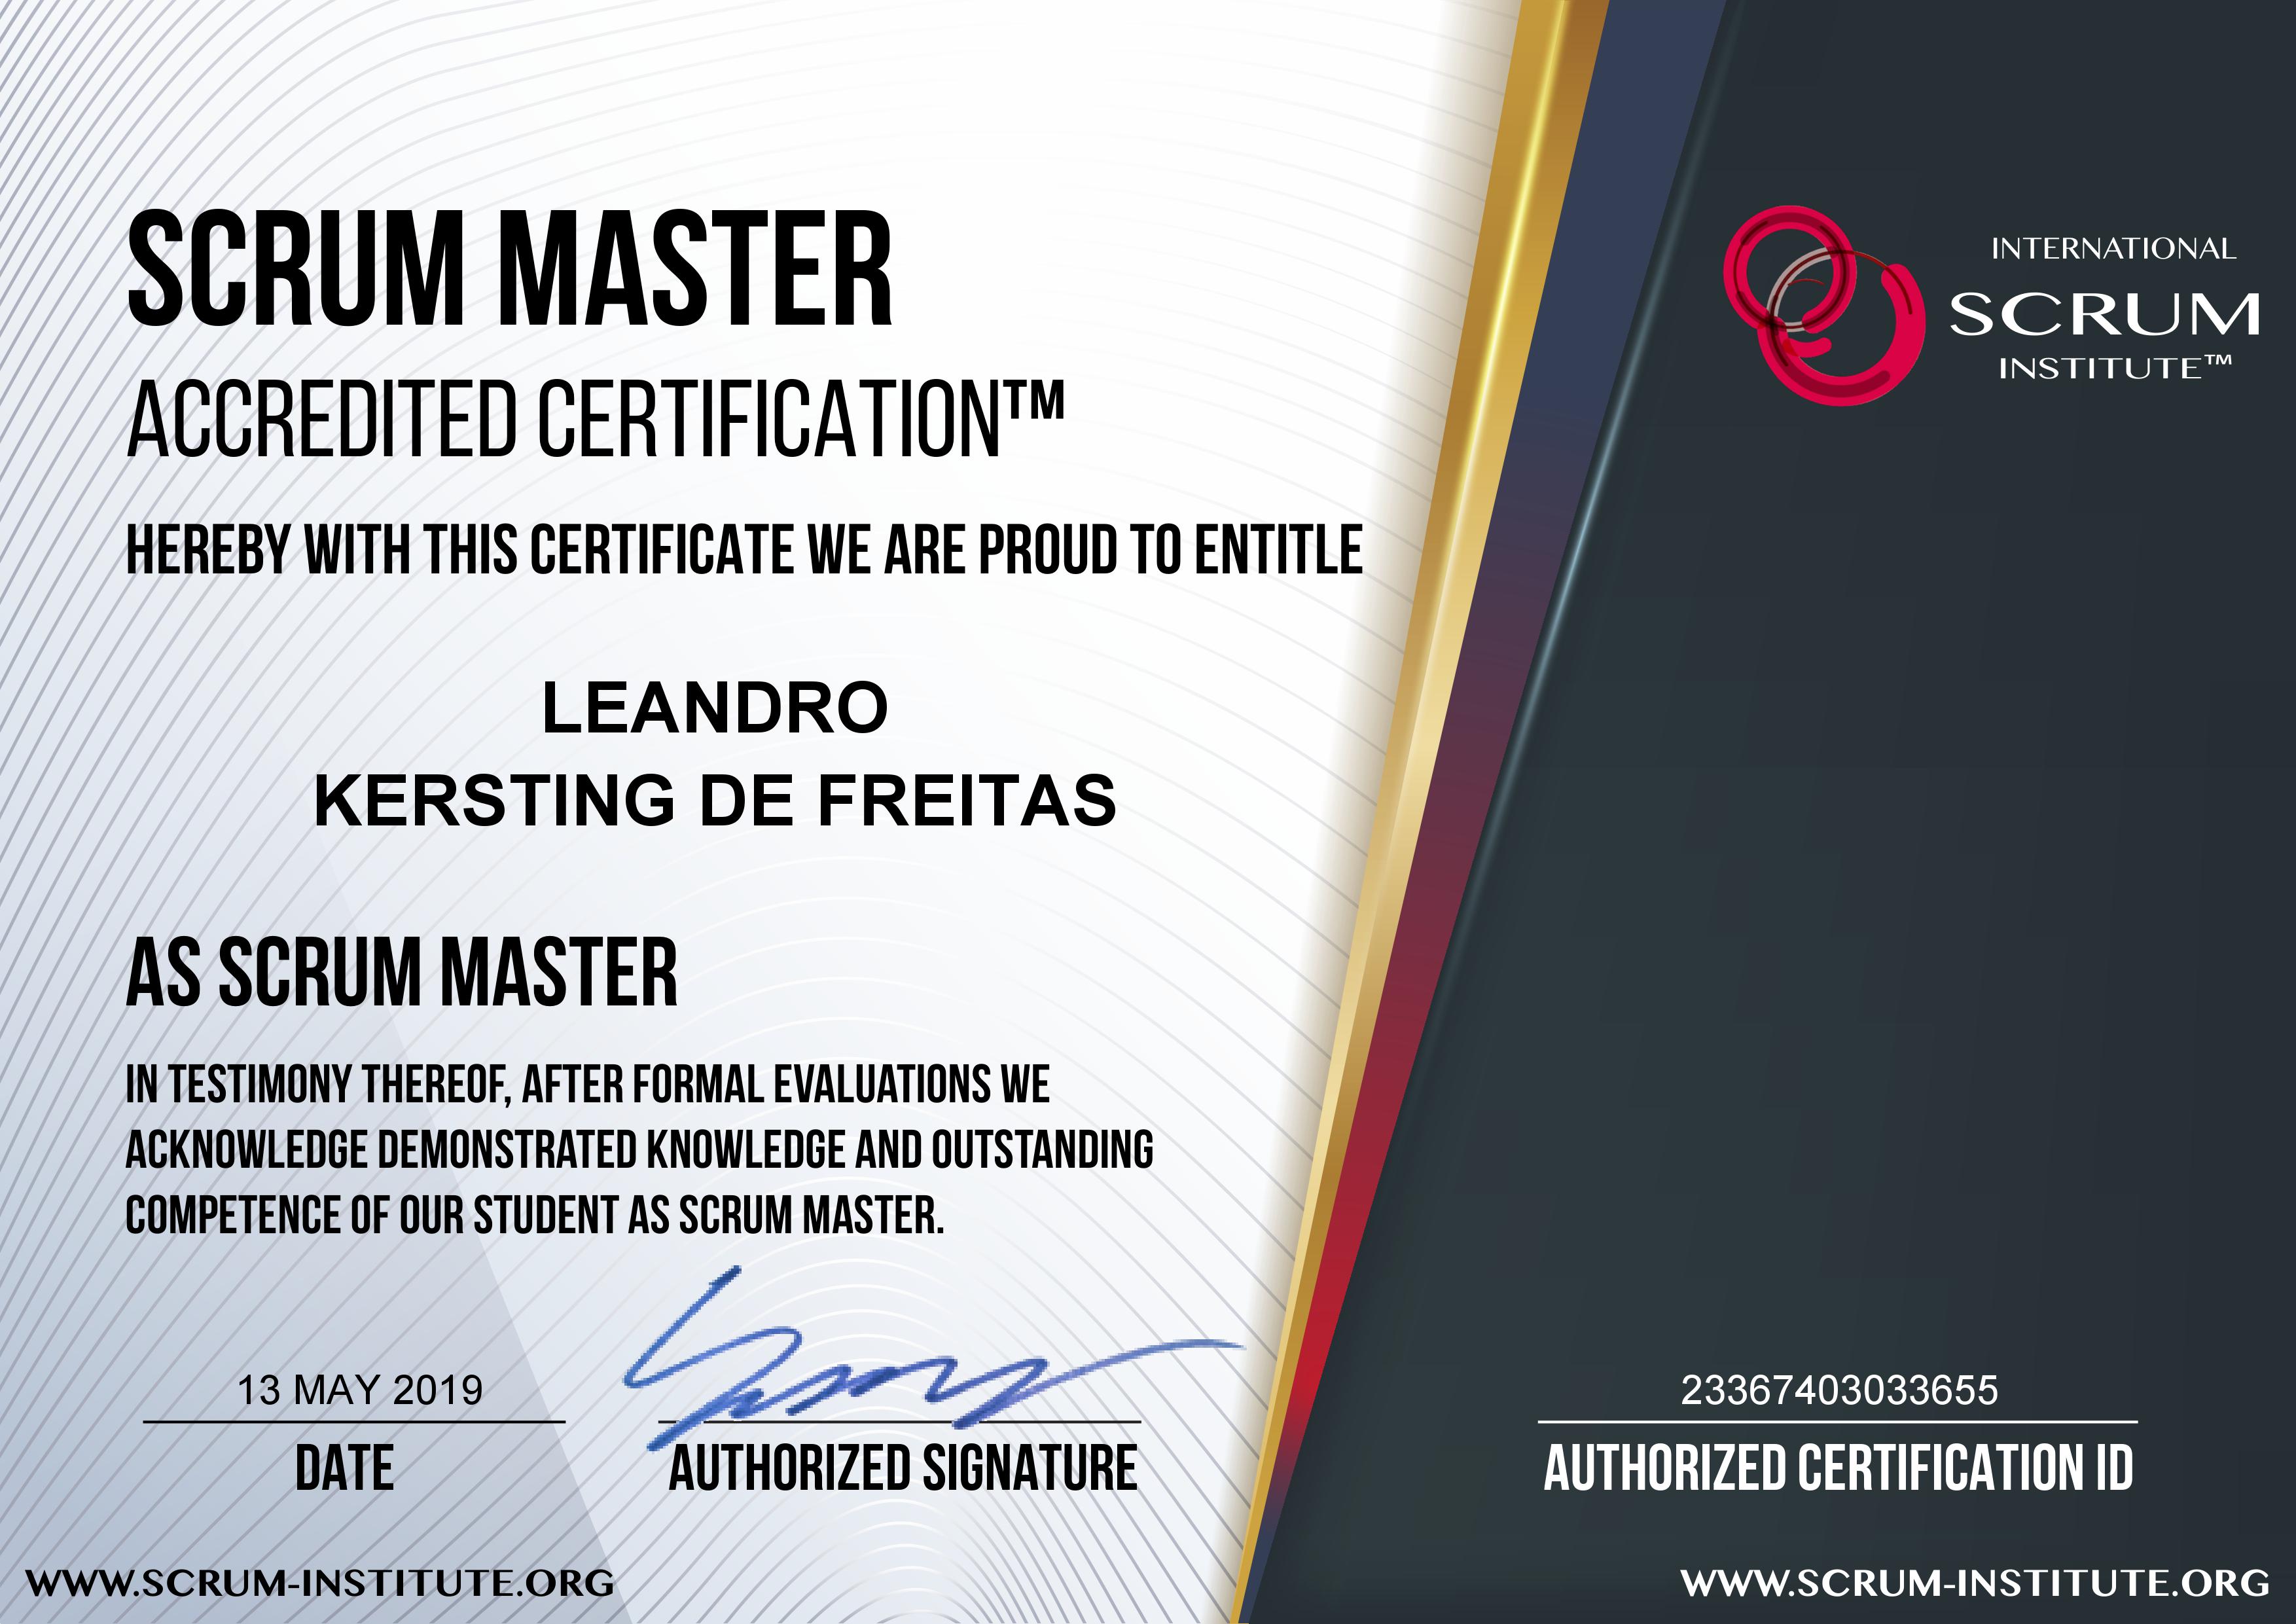 SCRUM MASTER
ACCREDITED CERTIFICATION™
HEREBY WITH THIS CERTIFICATE WE ARE PROUD TO ENTITLE
LEANDRO
KERSTING DE FREITAS
AS SCRUM MASTER
IN TESTIMONY THEREOF, AFTER FORMAL EVALUATIONS WE
ACKNOWLEDGE DEMONSTRATED KNOWLEDGE AND OUTSTANDING
COMPETENCE OF OUR STUDENT AS SCRUM MASTER.
13 MAY 2019
DATE
AUTHORIZED SIGNATURE
WWW.SCRUM-INSTITUTE.ORG
INTERNATIONAL
SCRUM
INSTITUTE™
23367403033655
AUTHORIZED CERTIFICATION ID
WWW.SCRUM-INSTITUTE.ORG